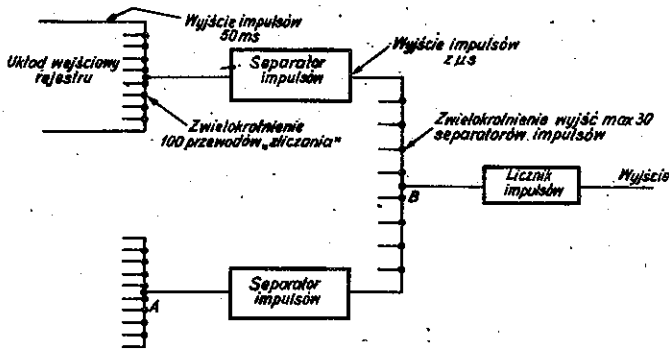 Wyjście impulsów
50 ms
Układ wejściowy
rejestru
Separator
impulsów
Wyjście impulsów
z µs
Zwielokrotnienie
100 przewodów „zliczania”
Zwielokrotnienie wyjść max 30
separatorów impulsów
B
Licznik
impulsów
Wyjście
A
Separator
impulsów